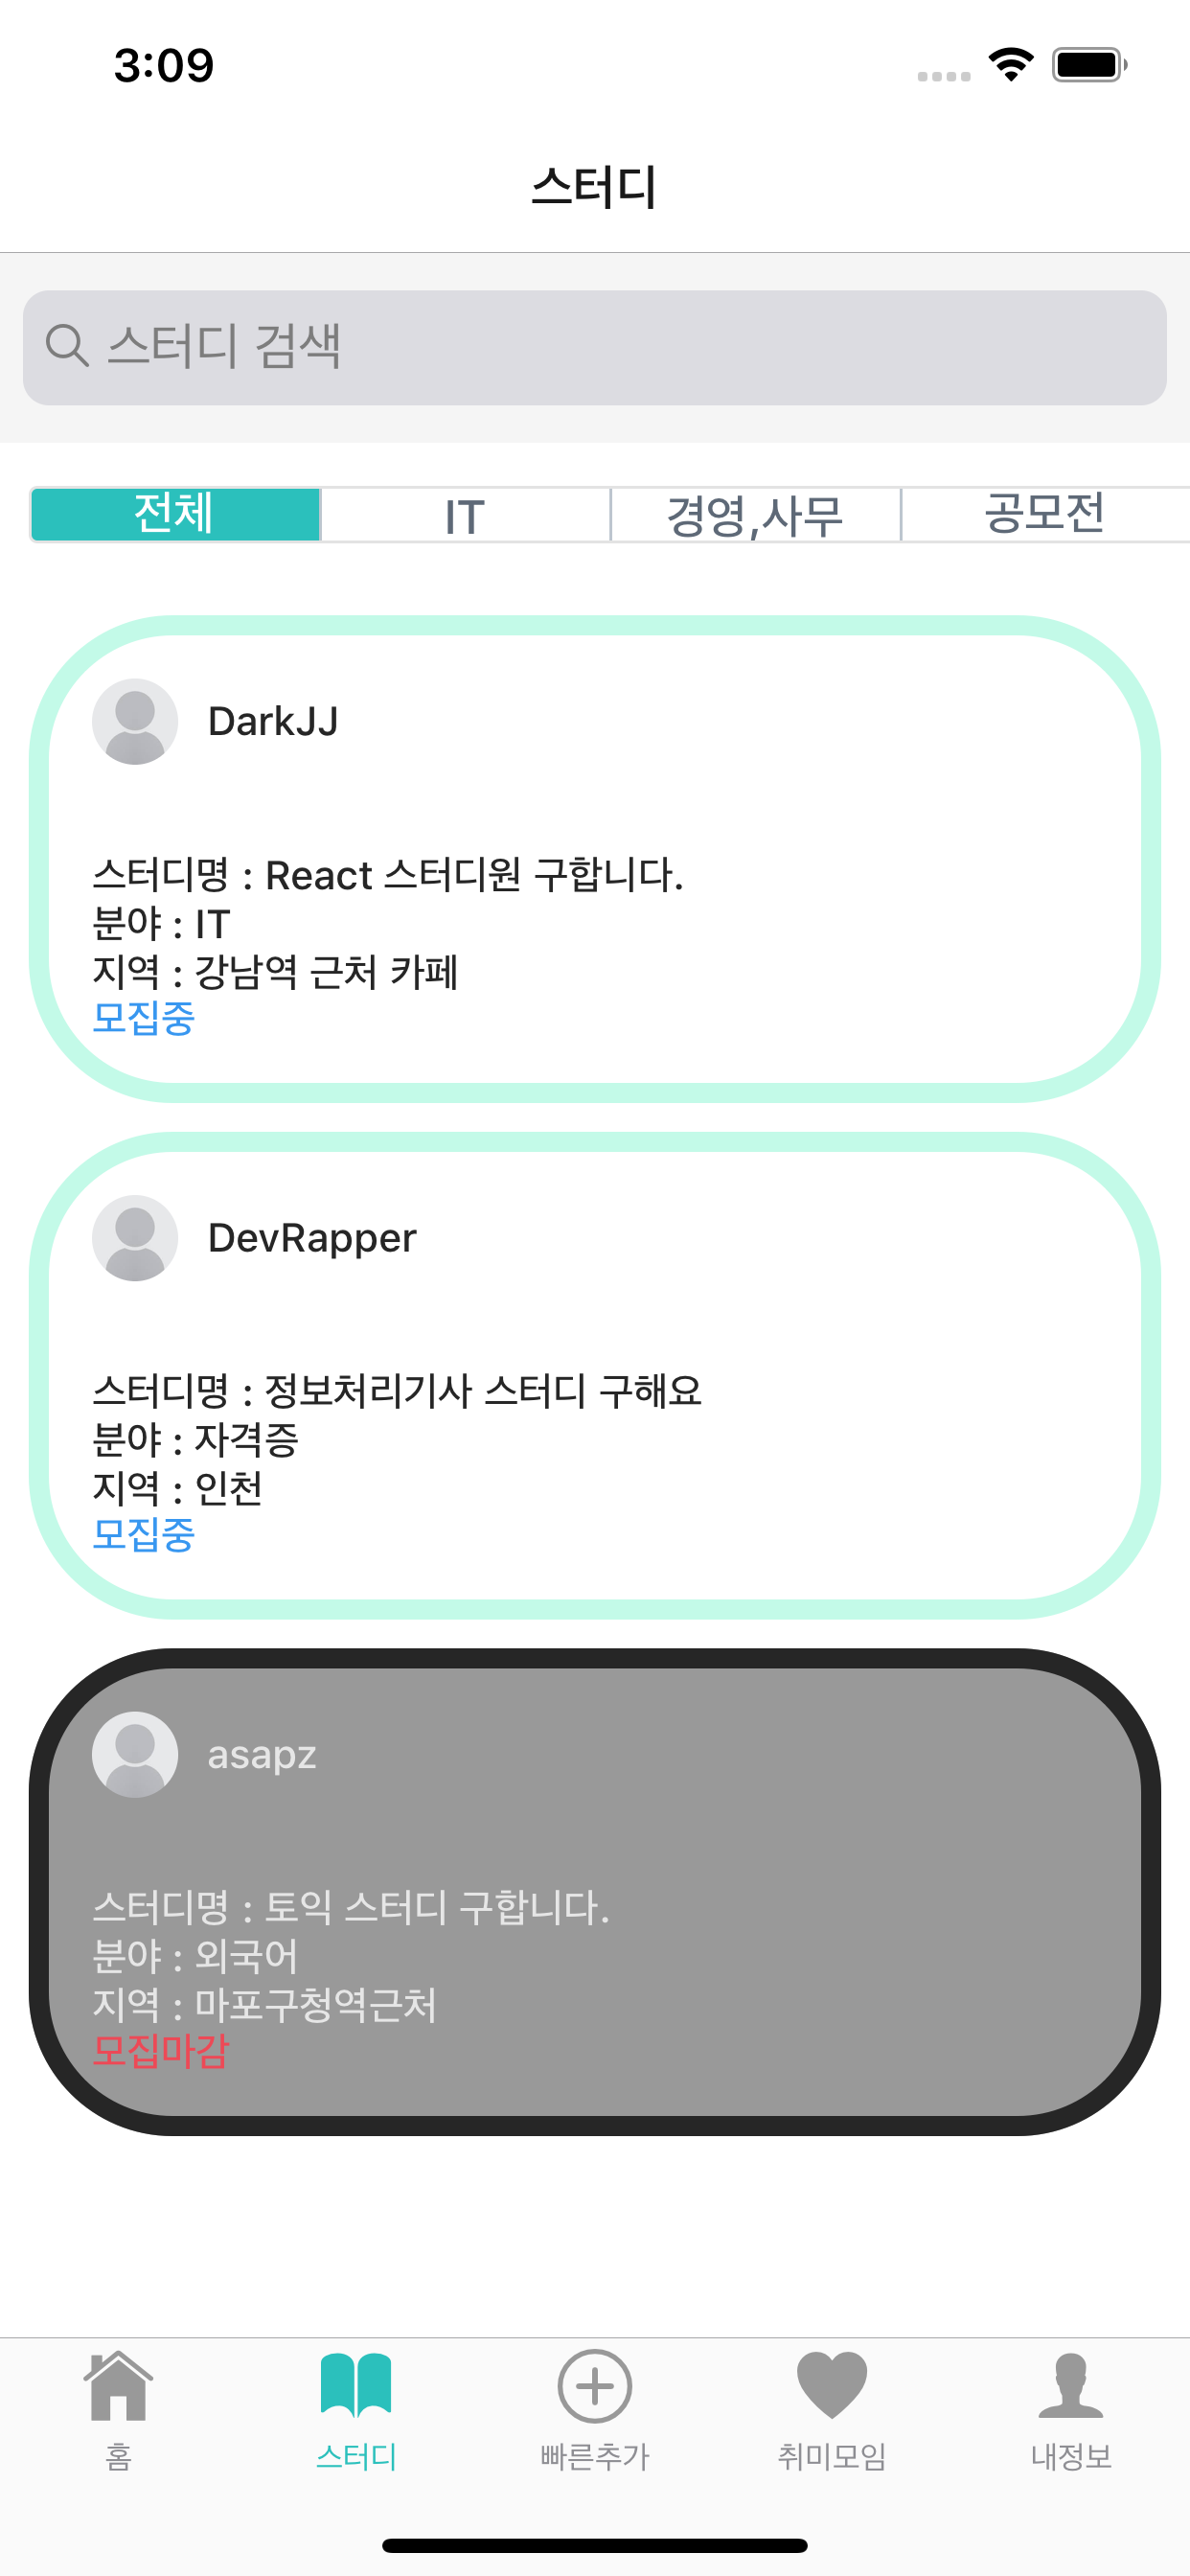 3:09
스터디
스터디 검색
전체 IT 경영,사무 공모전
DarkJJ
스터디명 : React 스터디원 구합니다.
분야 : IT
지역 : 강남역 근처 카페
모집중
DevRapper
스터디명 : 정보처리기사 스터디 구해요
분야 : 자격증
지역 : 인천
모집중
asapz
스터디명 : 토익 스터디 구합니다.
분야 : 외국어
지역 : 마포구청역근처
모집마감
홈 스터디 빠른추가 취미모임 내정보